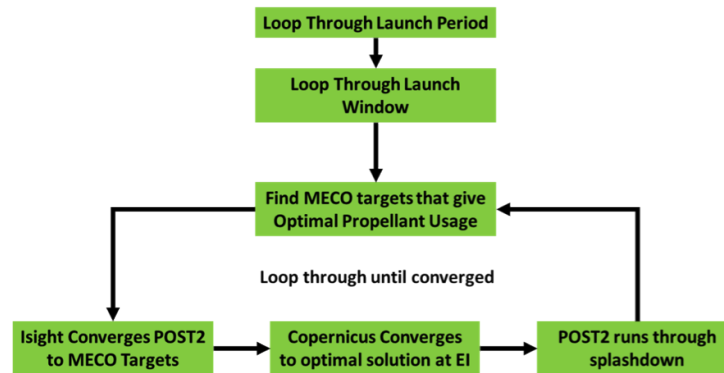 Loop Through Launch Period
Loop Through Launch
Window
Find MECO targets that give
Optimal Propellant Usage
Loop through until converged
Isight Converges POST2
to MECO Targets
Copernicus Converges
to optimal solution at EI
POST2 runs through
splashdown